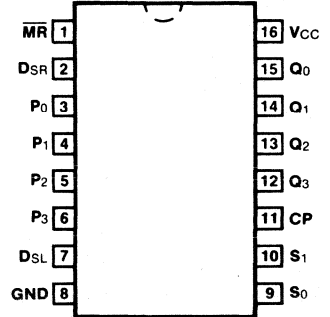 MR 1 16 VCC
DSR 2 15 Q0
P0 3 14 Q1
P1 4 13 Q2
P2 5 12 Q3
P3 6 11 CP
DSL 7 10 S1
GND 8 9 S0